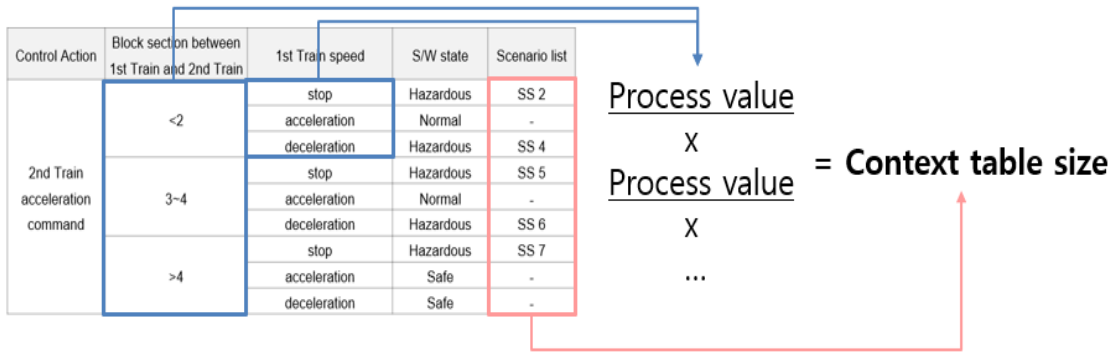 Control Action Block section between 1st Train and 2nd Train 1st Train speed S/W state Scenario list
2nd Train acceleration command <2 stop Hazardous SS 2
acceleration Normal -
deceleration Hazardous SS 4
3~4 stop Hazardous SS 5
acceleration Normal -
deceleration Hazardous SS 6
>4 stop Hazardous SS 7
acceleration Safe -
deceleration Safe -
Process value
x
Process value
x
...
= Context table size